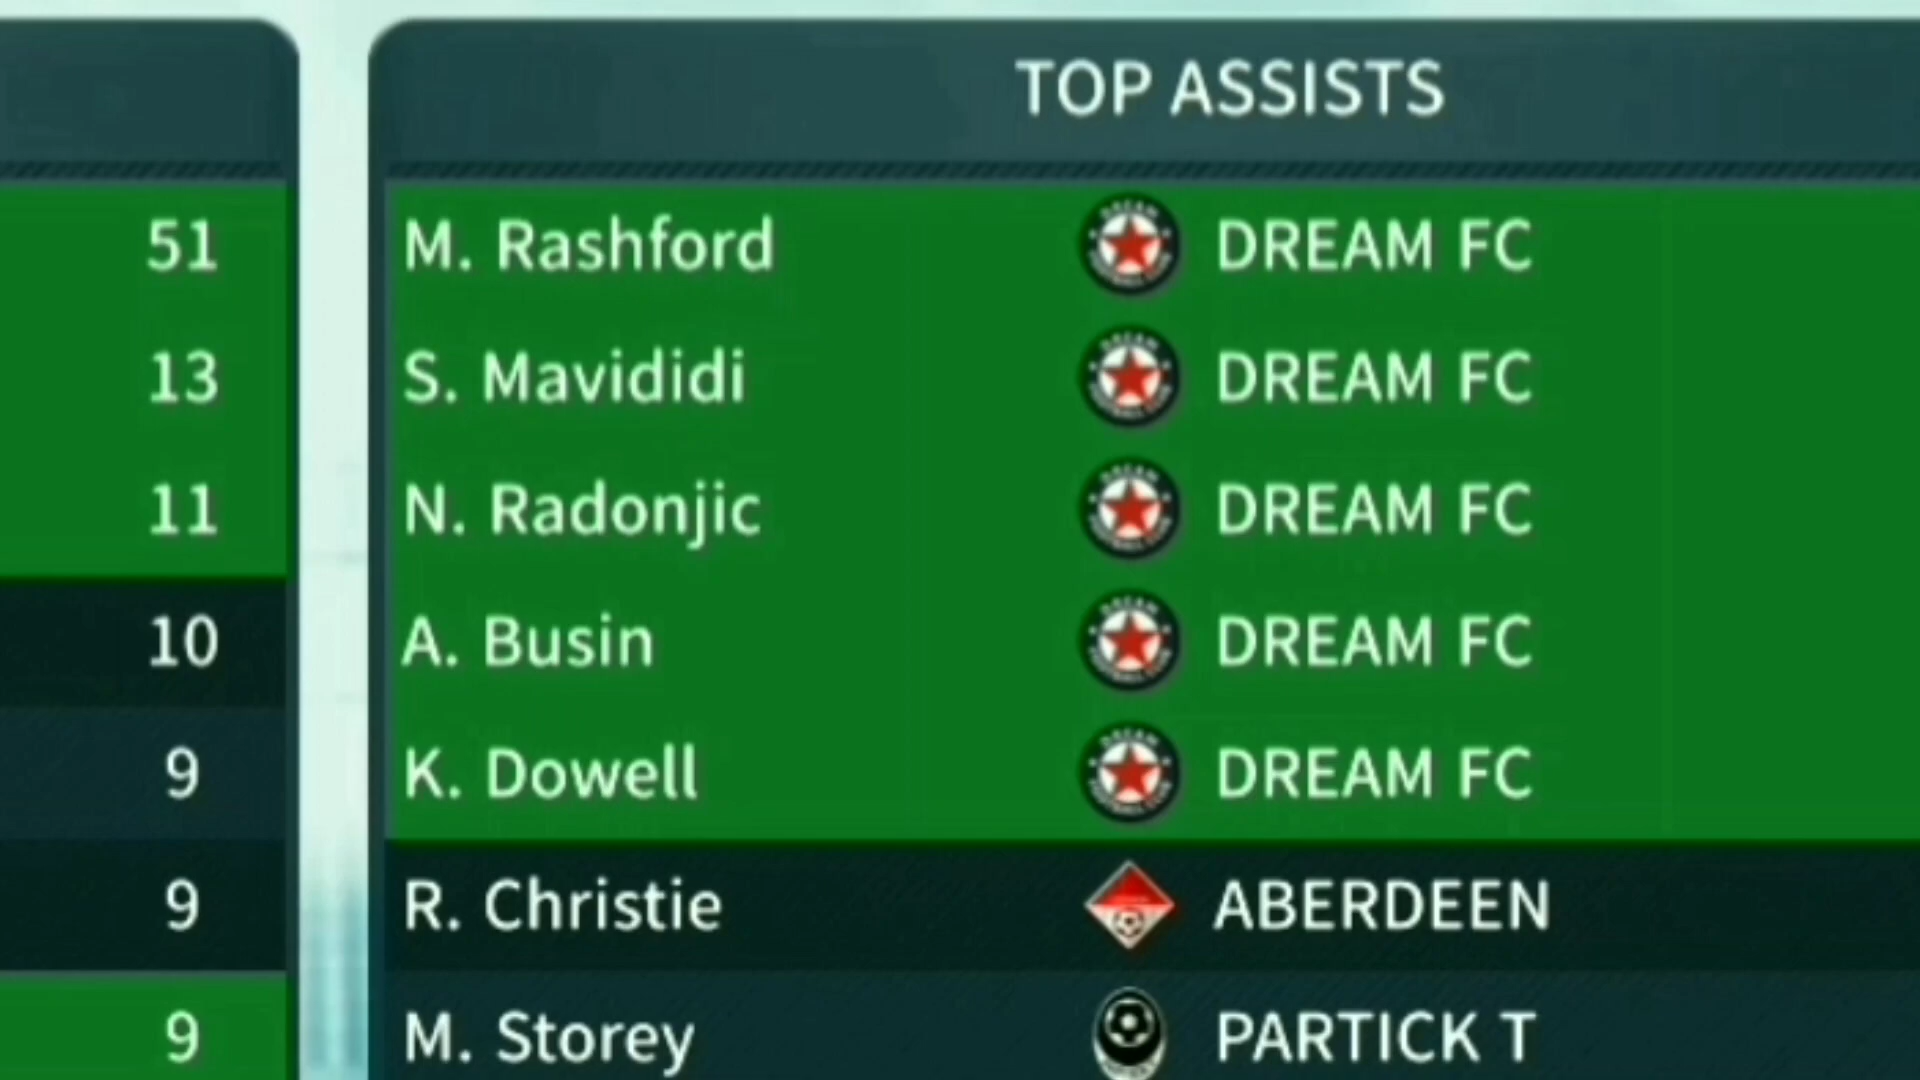 TOP ASSISTS
51
M. Rashford DREAM FC
13
S. Mavididi DREAM FC
11
N. Radonjic DREAM FC
10
A. Busin DREAM FC
9
K. Dowell DREAM FC
9
R. Christie ABERDEEN
9
M. Storey PARTICK T